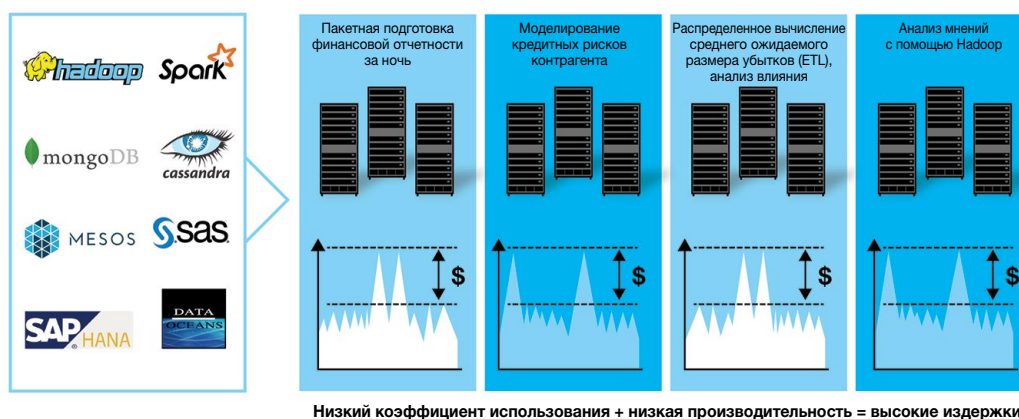 hadoop
Spark
mongoDB
cassandra
MESOS
sas
SAP HANA
DATA
OCEANS
Пакетная подготовка
финансовой отчетности
за ночь
$
Моделирование
кредитных рисков
контрагента
$
Распределенное вычисление
среднего ожидаемого
размера убытков (ETL),
анализ влияния
$
Анализ мнений
с помощью Hadoop
$
Низкий коэффициент использования + низкая производительность = высокие издержки